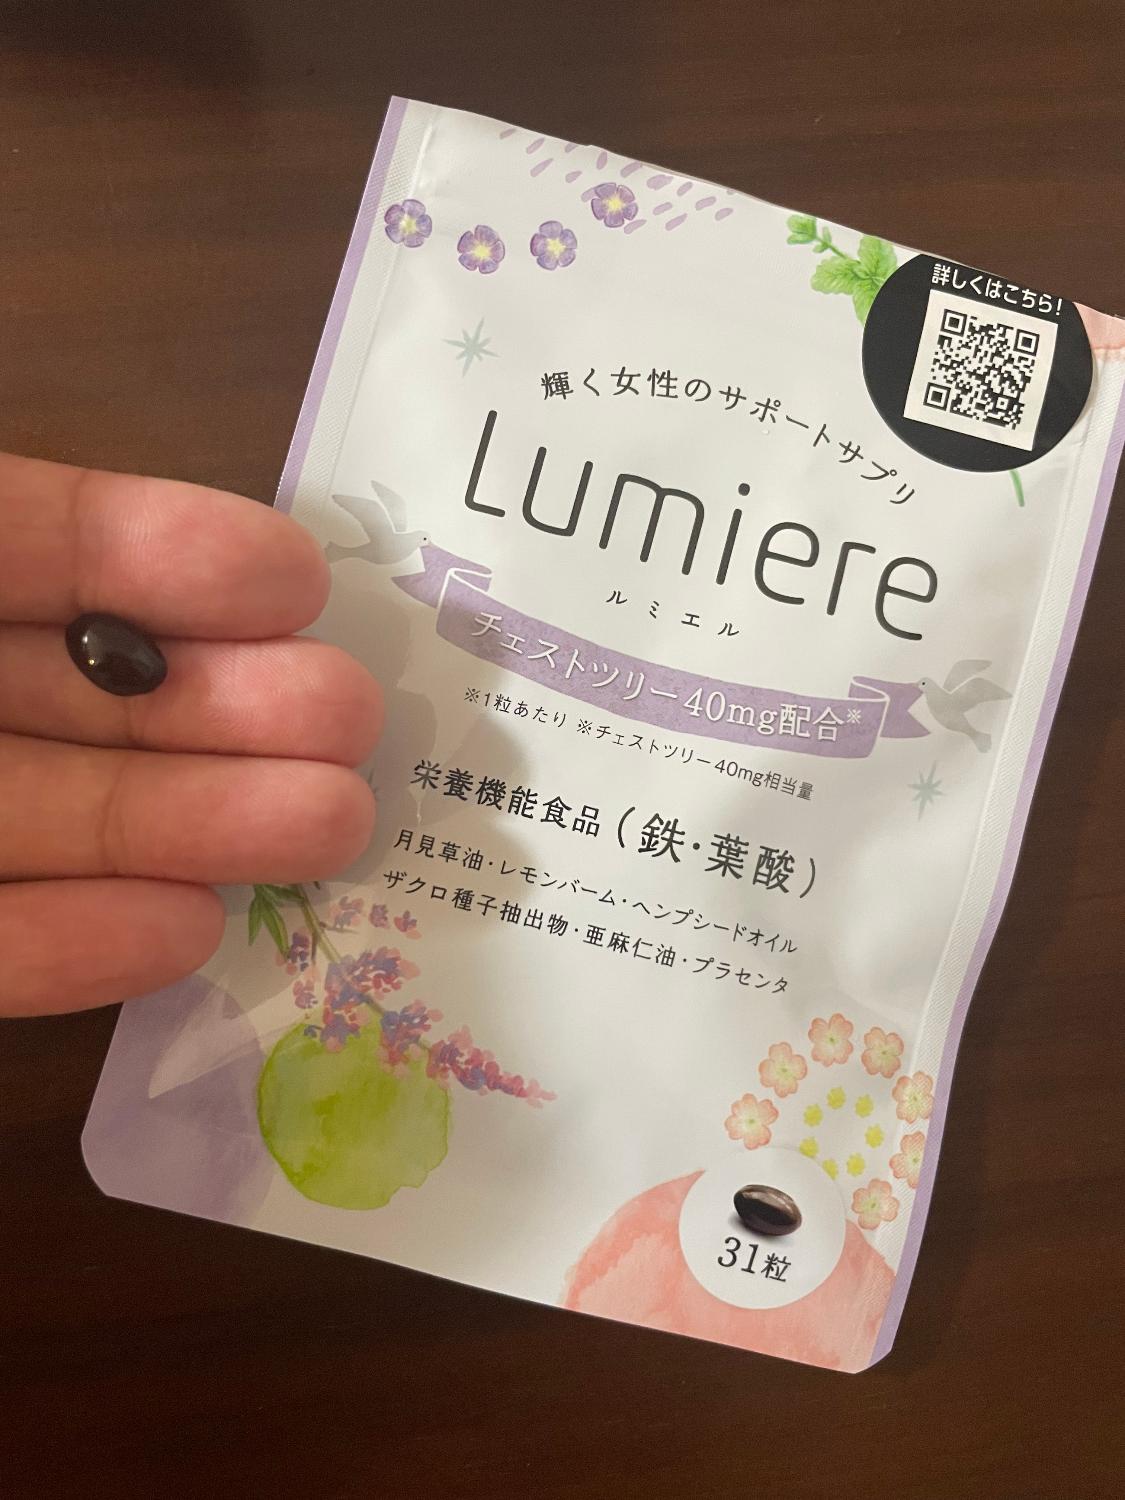 詳しくはこちら!
輝く女性のサポートサプリ
Lumiere
ルミエル
チェストツリー40mg配合※
※1粒あたり ※チェストツリー40mg相当量
栄養機能食品(鉄・葉酸)
月見草油・レモンバーム・ヘンプシードオイル
ザクロ種子抽出物・亜麻仁油・プラセンタ
31粒